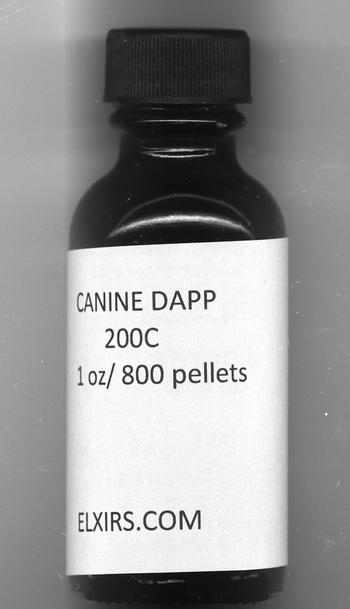 CANINE DAPP
200C
1 oz/ 800 pellets
ELXIRS.COM